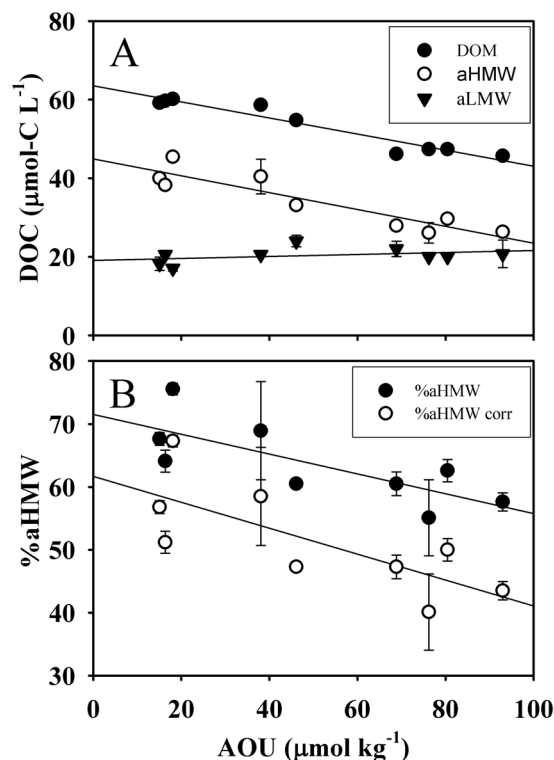 80
A
DOM
aHMW
aLMW
60
40
20
0
DOC (μmol-C L⁻¹)
80
B
%aHMW
%aHMW corr
70
60
50
40
30
%aHMW
0 20 40 60 80 100
AOU (μmol kg⁻¹)